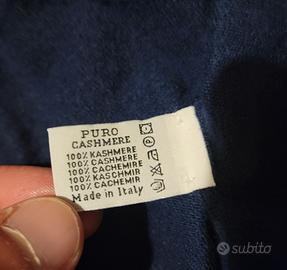 PURO
CASHMERE
100% KASHMERE
100% CASHMERE
100% CACHEMIRE
100% KASCHMIR
100% CACHEMIR
Made in Italy
subito